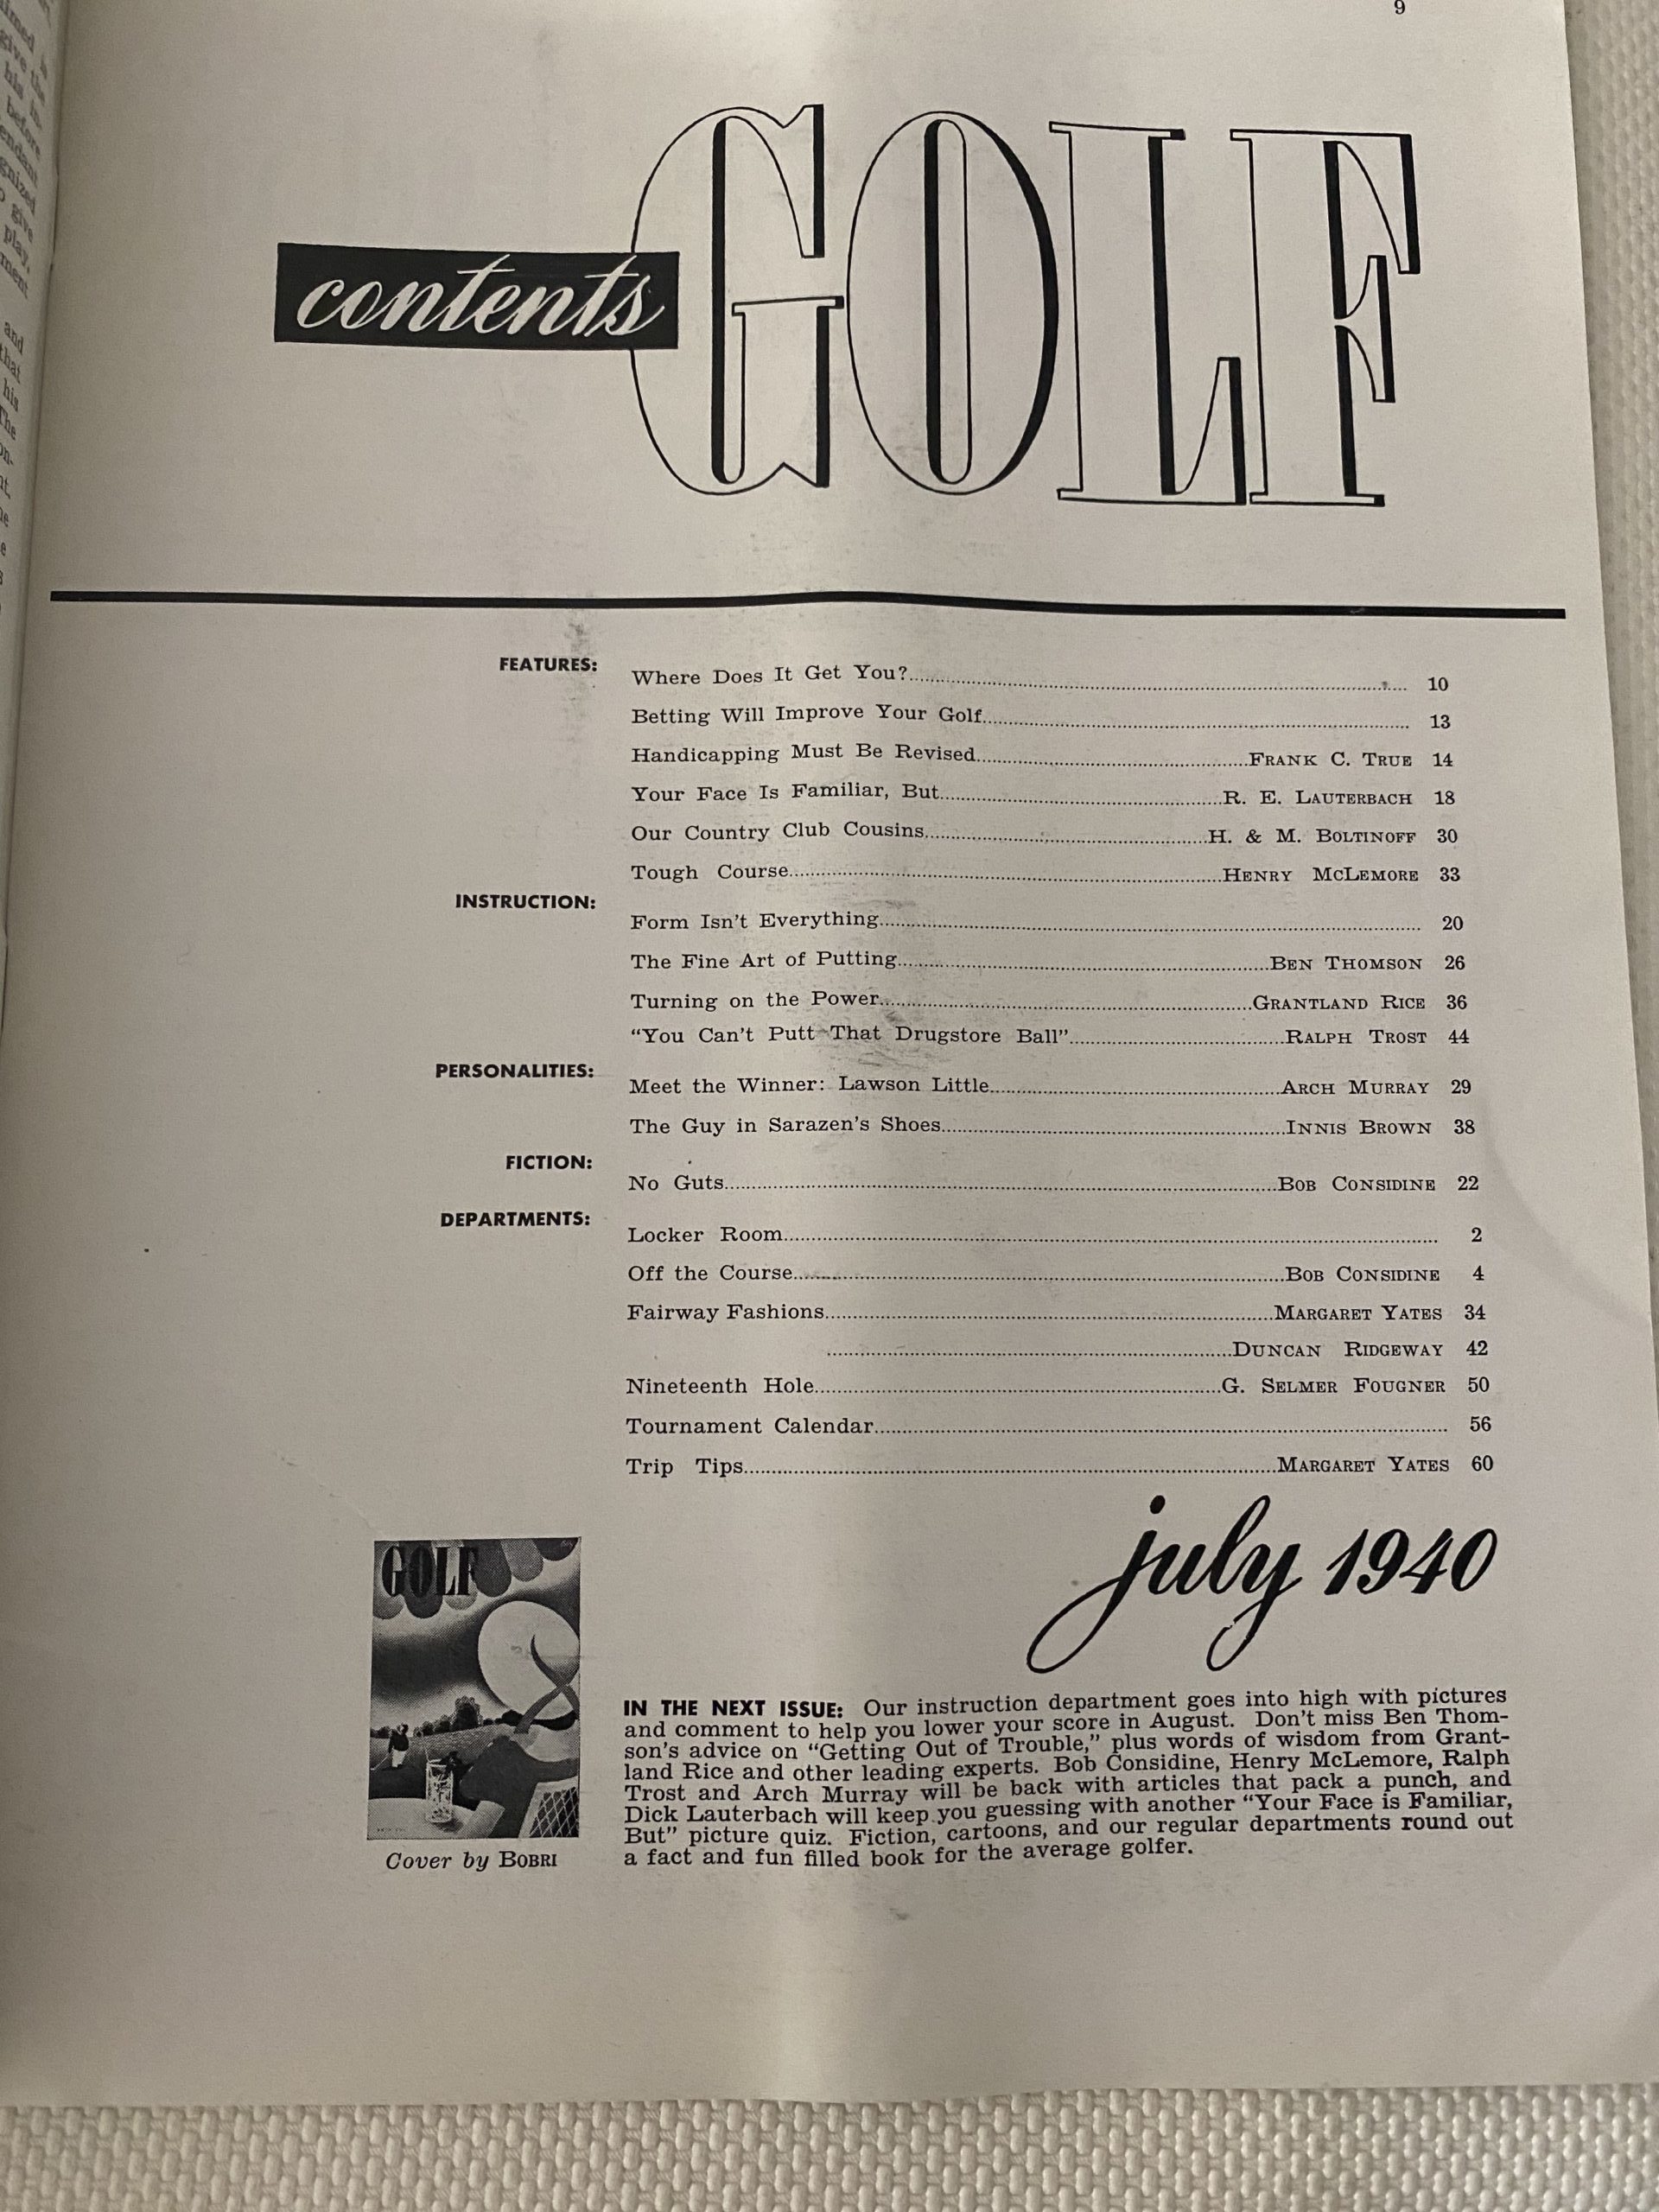 9
contents GOLF
FEATURES:
Where Does It Get You?.......... 10
Betting Will Improve Your Golf.......... 13
Handicapping Must Be Revised..........FRANK C. TRUE 14
Your Face Is Familiar, But..........R. E. LAUTERBACH 18
Our Country Club Cousins..........H. & M. BOLTINOFF 30
Tough Course..........HENRY McLEMORE 33
INSTRUCTION:
Form Isn't Everything.......... 20
The Fine Art of Putting..........BEN THOMSON 26
Turning on the Power..........GRANTLAND RICE 36
“You Can't Putt That Drugstore Ball”..........RALPH TROST 44
PERSONALITIES:
Meet the Winner: Lawson Little..........ARCH MURRAY 29
The Guy in Sarazen's Shoes..........INNIS BROWN 38
FICTION:
No Guts..........BOB CONSIDINE 22
DEPARTMENTS:
Locker Room.......... 2
Off the Course..........BOB CONSIDINE 4
Fairway Fashions..........MARGARET YATES 34
..........DUNCAN RIDGEWAY 42
Nineteenth Hole..........G. SELMER FOUGNER 50
Tournament Calendar.......... 56
Trip Tips..........MARGARET YATES 60
july 1940
GOLF
Cover by BOBRI
IN THE NEXT ISSUE: Our instruction department goes into high with pictures
and comment to help you lower your score in August. Don't miss Ben Thom-
son's advice on “Getting Out of Trouble,” plus words of wisdom from Grant-
land Rice and other leading experts. Bob Considine, Henry McLemore, Ralph
Trost and Arch Murray will be back with articles that pack a punch, and
Dick Lauterbach will keep you guessing with another “Your Face is Familiar,
But” picture quiz. Fiction, cartoons, and our regular departments round out
a fact and fun filled book for the average golfer.